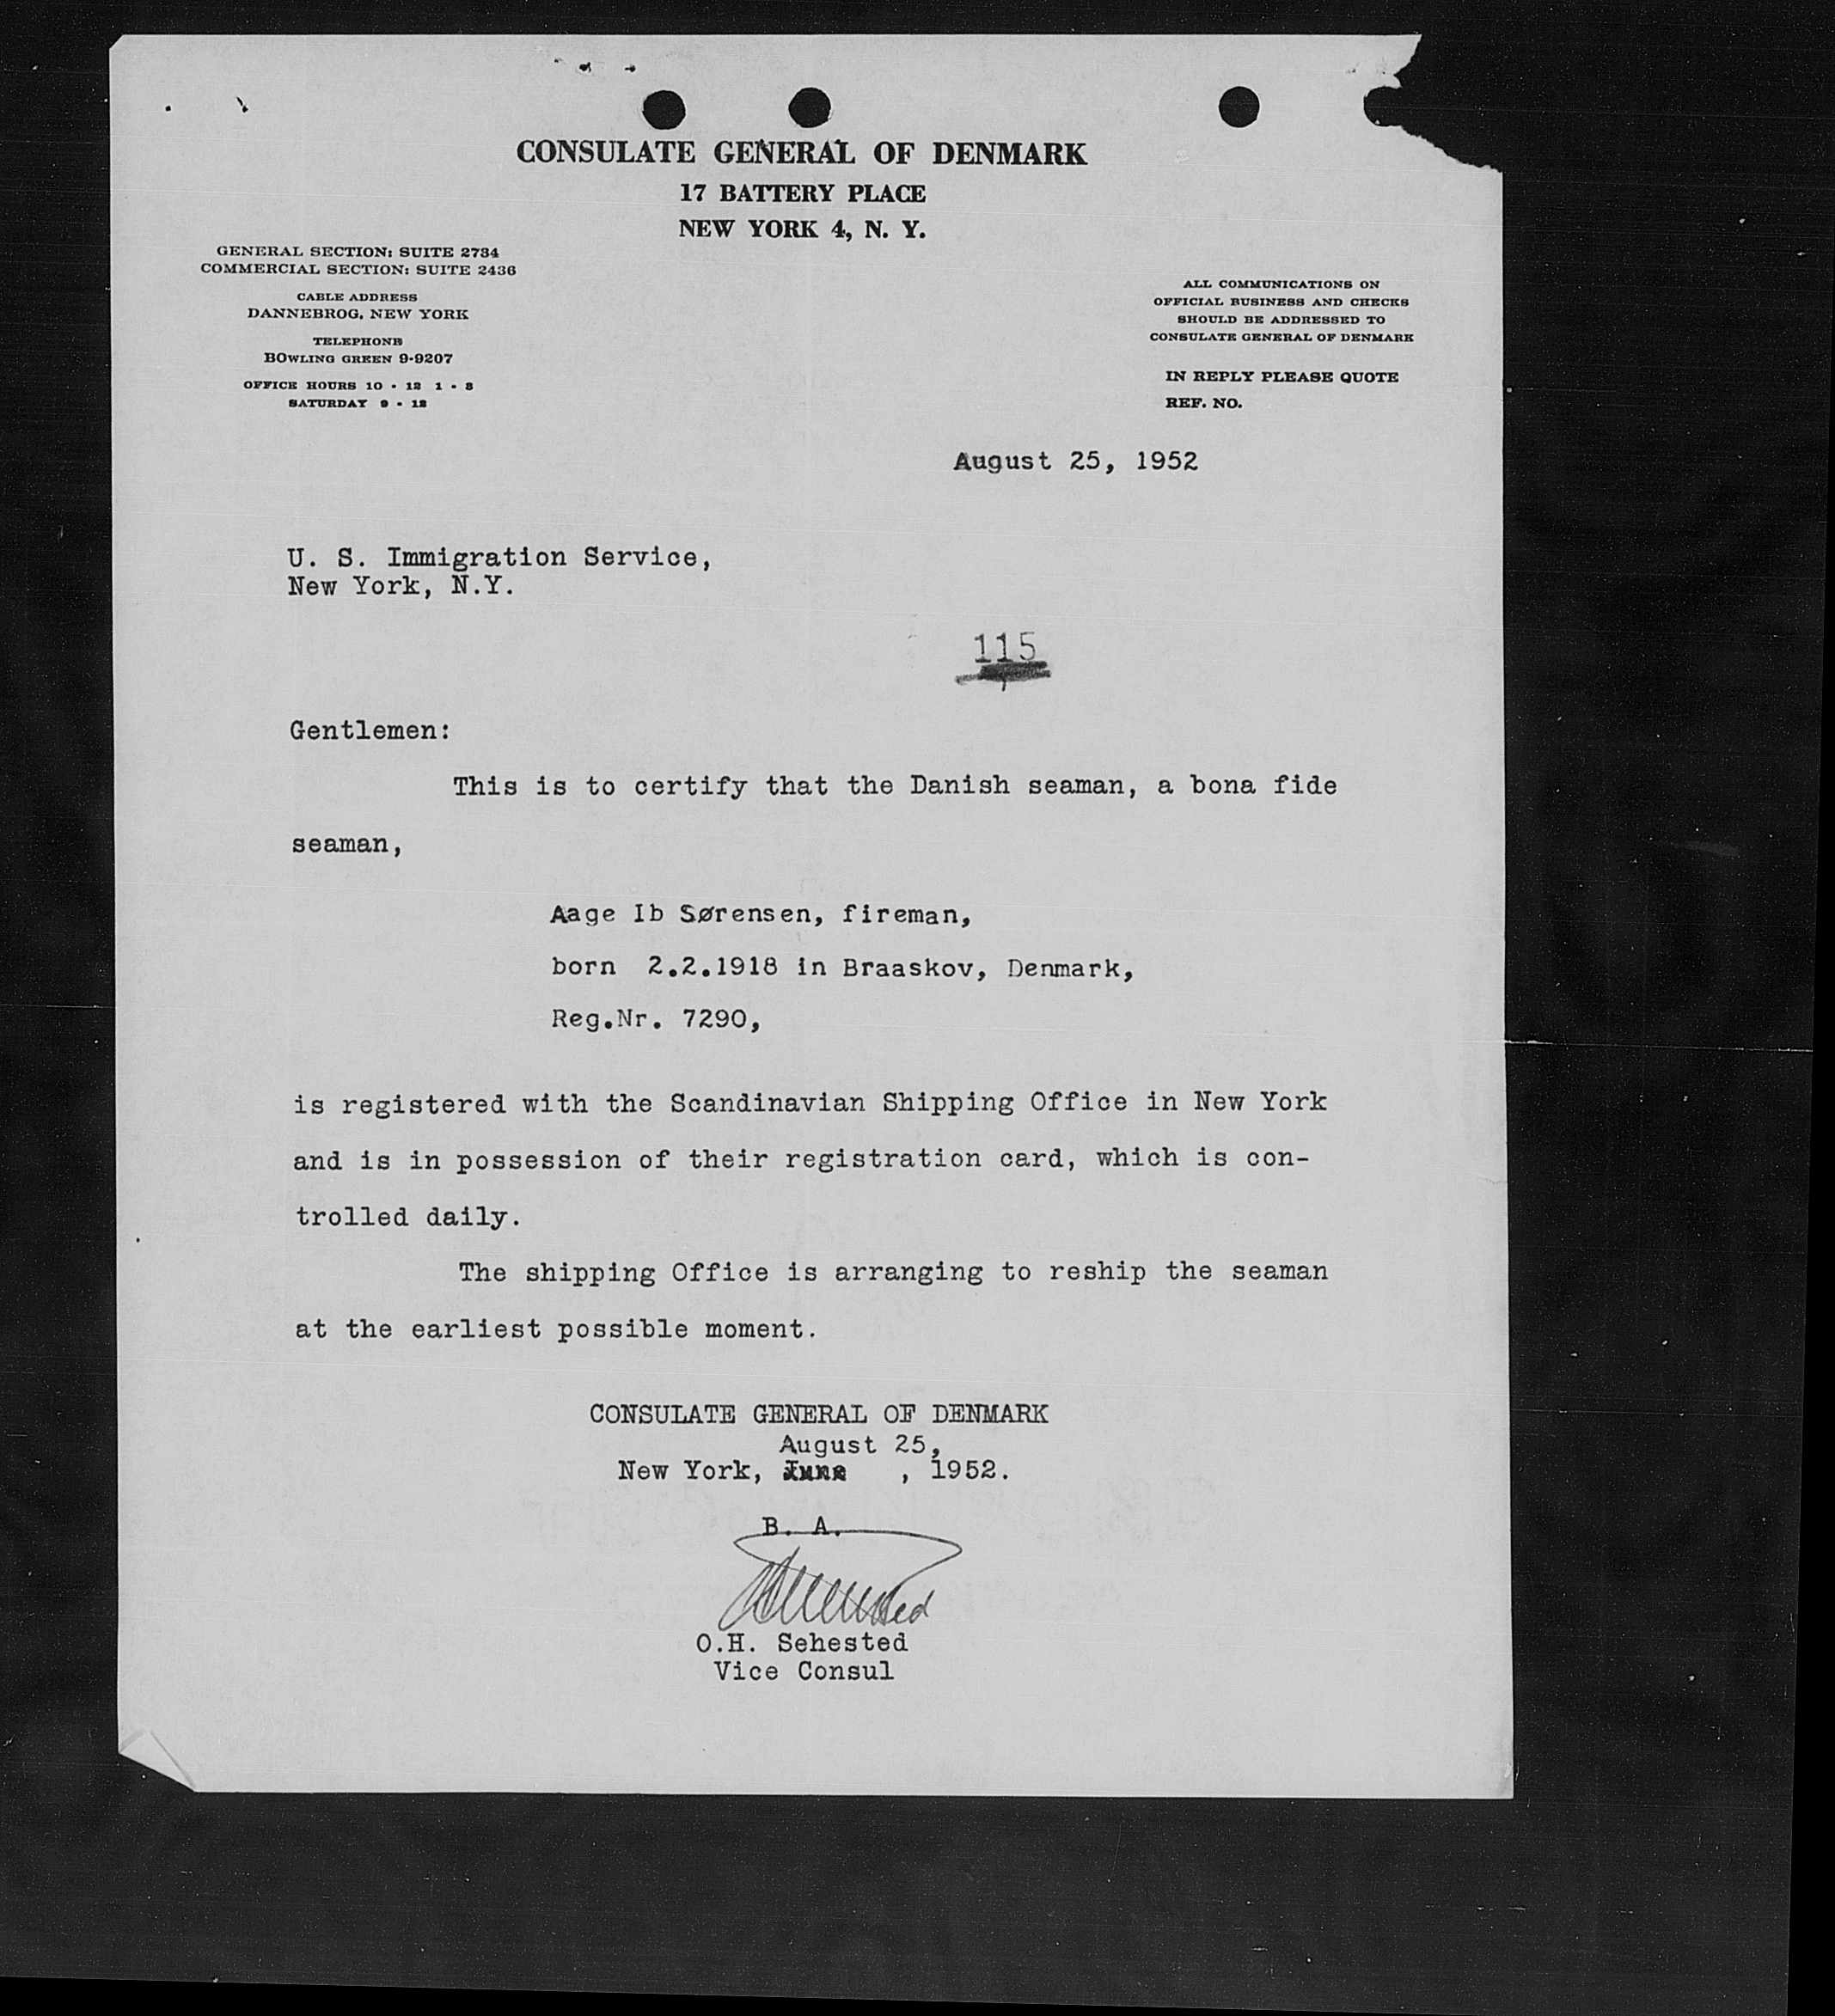 CONSULATE GENERAL OF DENMARK
17 BATTERY PLACE
NEW YORK 4, N. Y.
GENERAL SECTION: SUITE 2734
COMMERCIAL SECTION: SUITE 2436
CABLE ADDRESS
DANNEBROG, NEW YORK
TELEPHONE
BOWLING GREEN 9-9207
OFFICE HOURS 10 - 12 1 - 3
SATURDAY 9 - 12
ALL COMMUNICATIONS ON
OFFICIAL BUSINESS AND CHECKS
SHOULD BE ADDRESSED TO
CONSULATE GENERAL OF DENMARK
IN REPLY PLEASE QUOTE
REF. NO.
August 25, 1952
U. S. Immigration Service,
New York, N.Y.
115
Gentlemen:
This is to certify that the Danish seaman, a bona fide
seaman,
Aage Ib Sørensen, fireman,
born 2.2.1918 in Braaskov, Denmark,
Reg.Nr. 7290,
is registered with the Scandinavian Shipping Office in New York
and is in possession of their registration card, which is con-
trolled daily.
The shipping Office is arranging to reship the seaman
at the earliest possible moment.
CONSULATE GENERAL OF DENMARK
August 25,
New York, June , 1952.
B. A.
O.H. Sehested
Vice Consul